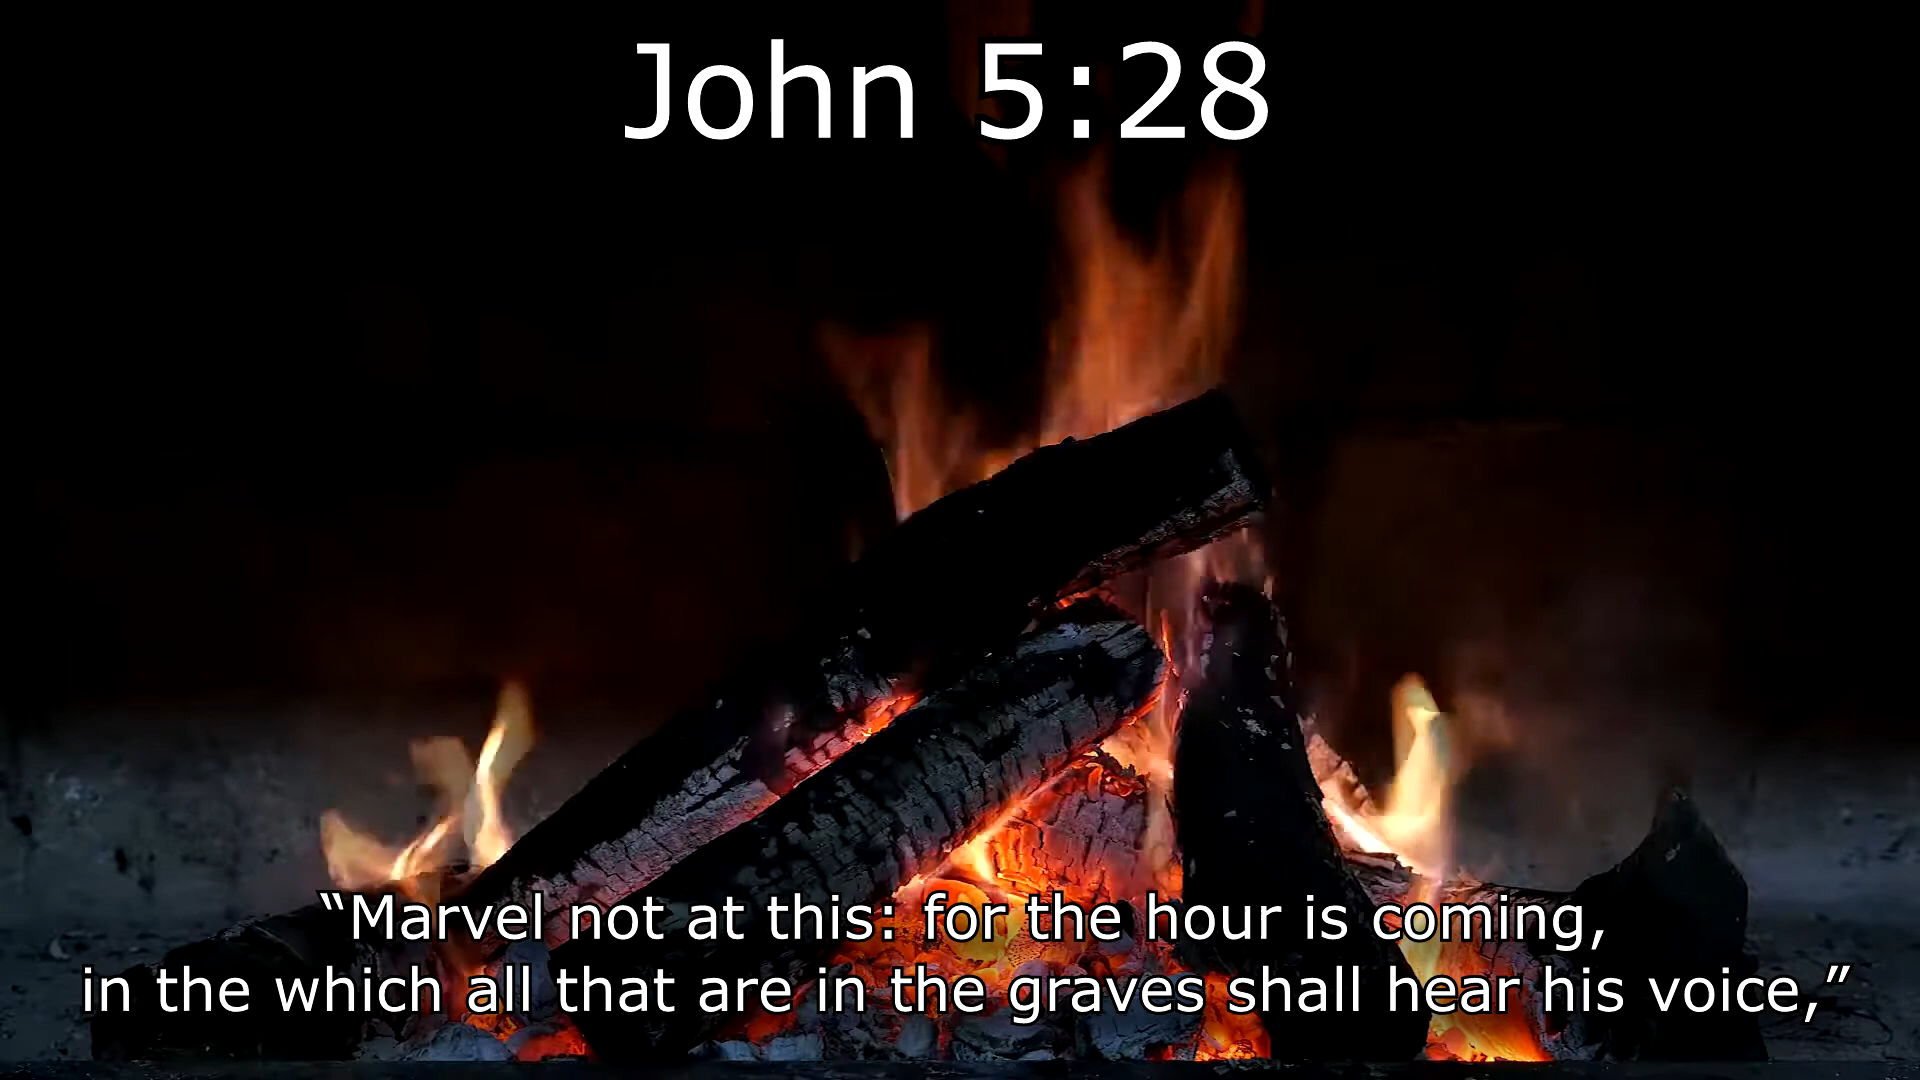 John 5:28
“Marvel not at this: for the hour is coming,
in the which all that are in the graves shall hear his voice,”